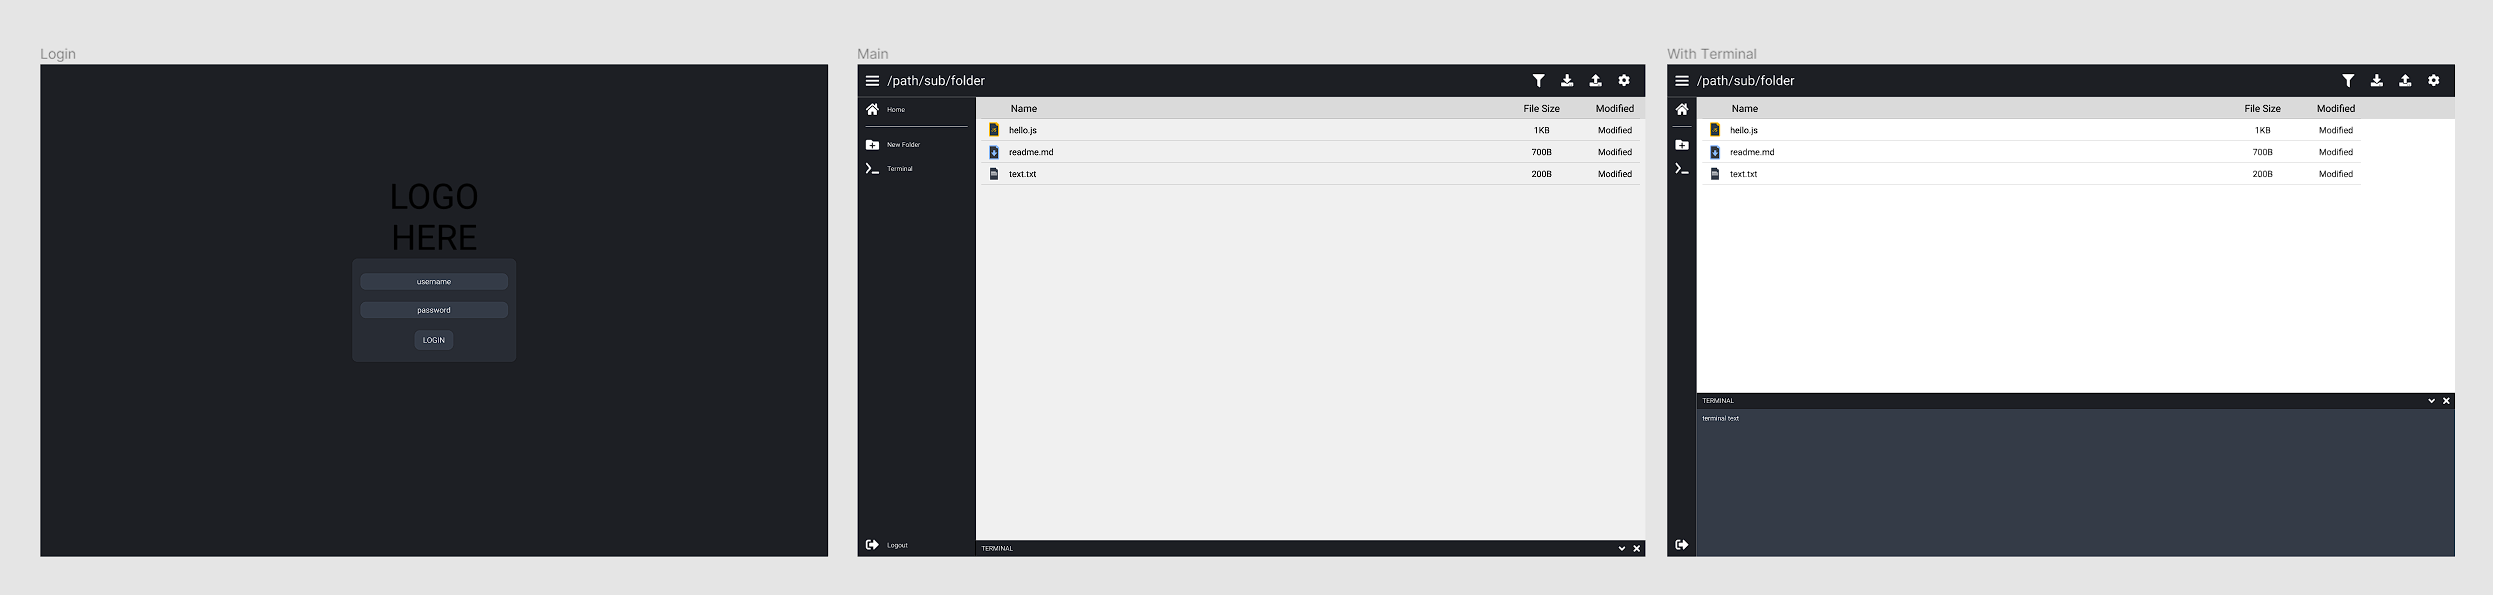 Login
LOGO
HERE
username
password
LOGIN
Main
/path/sub/folder
Home
New Folder
Terminal
Logout
Name File Size Modified
hello.js 1KB Modified
readme.md 700B Modified
text.txt 200B Modified
TERMINAL
With Terminal
/path/sub/folder
Name File Size Modified
hello.js 1KB Modified
readme.md 700B Modified
text.txt 200B Modified
TERMINAL
terminal text